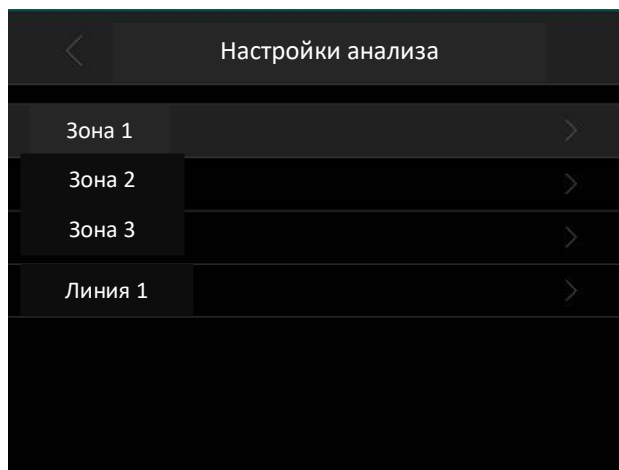 Настройки анализа
Зона 1
Зона 2
Зона 3
Линия 1